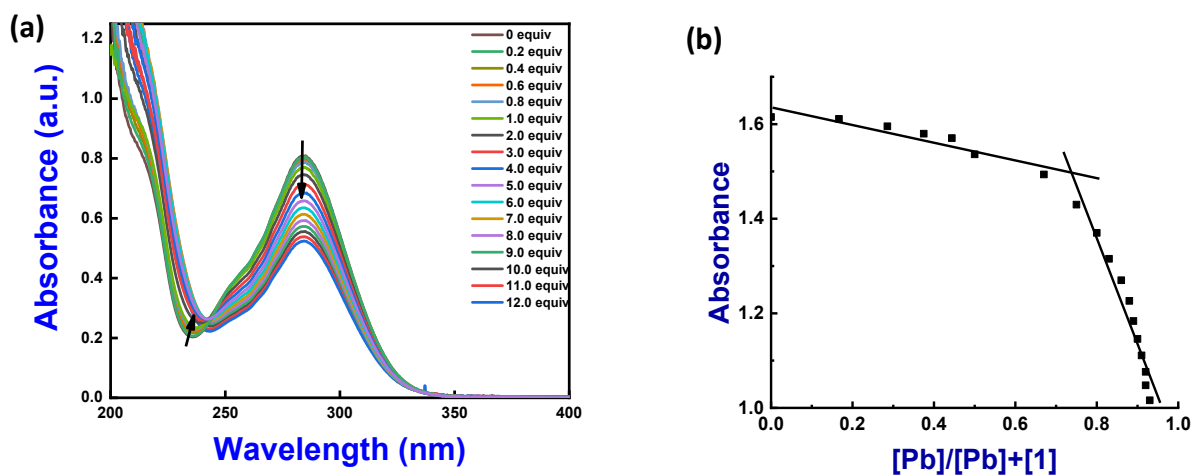 (a)
Absorbance (a.u.)
1.2
1.0
0.8
0.6
0.4
0.2
0.0
200
250
300
350
400
Wavelength (nm)
0 equiv
0.2 equiv
0.4 equiv
0.6 equiv
0.8 equiv
1.0 equiv
2.0 equiv
3.0 equiv
4.0 equiv
5.0 equiv
6.0 equiv
7.0 equiv
8.0 equiv
9.0 equiv
10.0 equiv
11.0 equiv
12.0 equiv
(b)
Absorbance
1.6
1.4
1.2
1.0
0.0
0.2
0.4
0.6
0.8
1.0
[Pb]/[Pb]+[1]